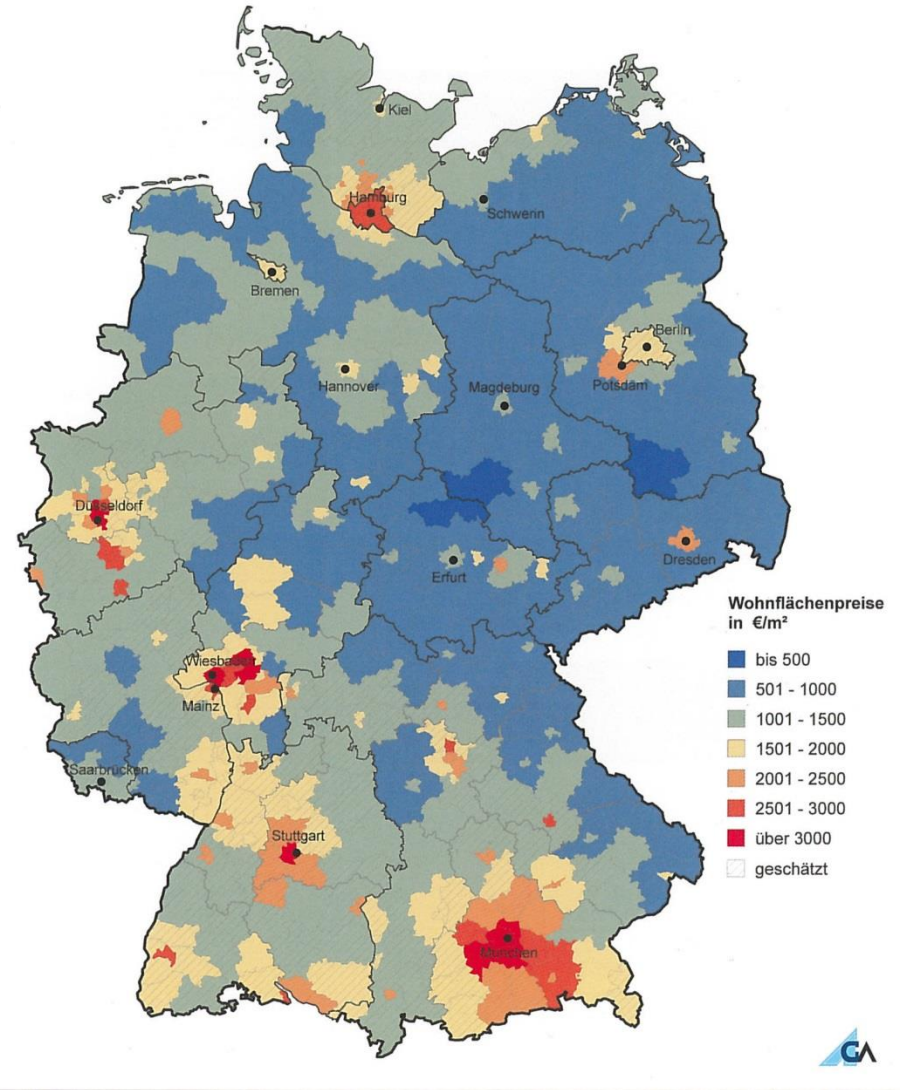 Kiel
Hamburg
Schwerin
Bremen
Berlin
Hannover
Magdeburg
Potsdam
Düsseldorf
Dresden
Erfurt
Wiesbaden
Mainz
Saarbrücken
Stuttgart
München
Wohnflächenpreise
in €/m²
bis 500
501 - 1000
1001 - 1500
1501 - 2000
2001 - 2500
2501 - 3000
über 3000
geschätzt
GA